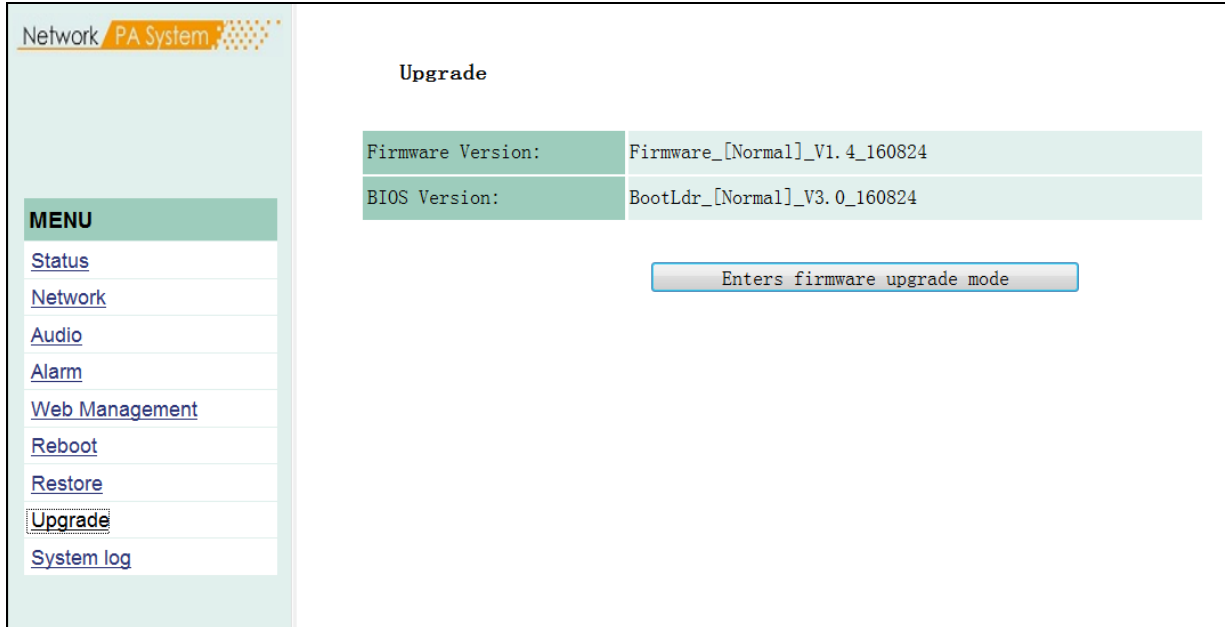 Network PA System
Upgrade
Firmware Version: Firmware_[Normal]_V1.4_160824
BIOS Version: BootLdr_[Normal]_V3.0_160824
Enters firmware upgrade mode
MENU
Status
Network
Audio
Alarm
Web Management
Reboot
Restore
Upgrade
System log